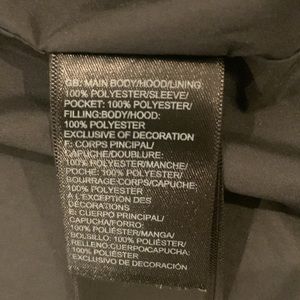 GB: MAIN BODY/HOOD/LINING:
100% POLYESTER/SLEEVE/
POCKET: 100% POLYESTER/
FILLING:BODY/HOOD:
100% POLYESTER
EXCLUSIVE OF DECORATION
F: CORPS PINCIPAL/
CAPUCHE/DOUBLURE:
100% POLYESTER/MANCHE/
POCHE: 100% POLYESTER/
BOURRAGE:CORPS/CAPUCHE:
100% POLYESTER
A L'EXCEPTION DES
DÉCORATIONS
E: CUERPO PRINCIPAL/
CAPUCHA/FORRO:
100% POLIÉSTER/MANGA/
BOLSILLO: 100% POLIÉSTER/
RELLENO:CUERPO/CAPUCHA:
100% POLIÉSTER
EXCLUSIVO DE DECORACIÓN